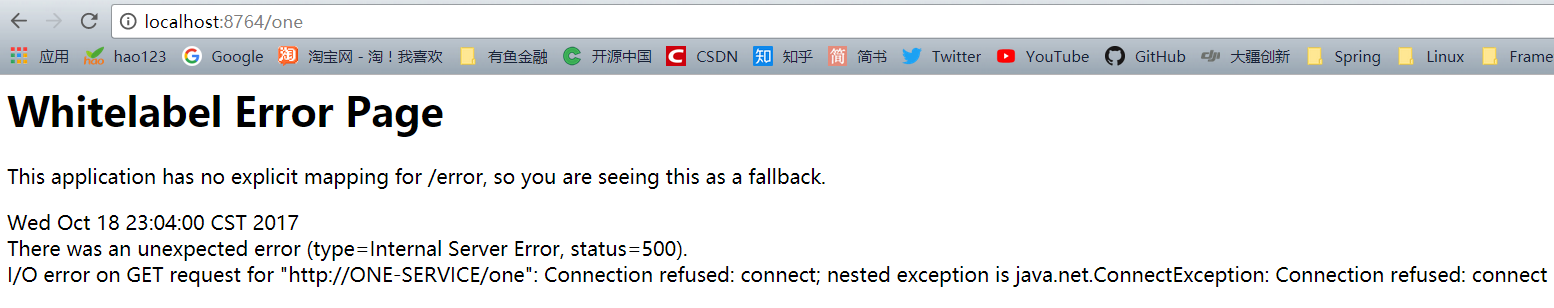 localhost:8764/one
应用 hao123 Google 淘宝网 - 淘！我喜欢 有鱼金融 开源中国 CSDN 知乎 简书 Twitter YouTube GitHub 大疆创新 Spring Linux Frame
Whitelabel Error Page
This application has no explicit mapping for /error, so you are seeing this as a fallback.
Wed Oct 18 23:04:00 CST 2017
There was an unexpected error (type=Internal Server Error, status=500).
I/O error on GET request for "http://ONE-SERVICE/one": Connection refused: connect; nested exception is java.net.ConnectException: Connection refused: connect